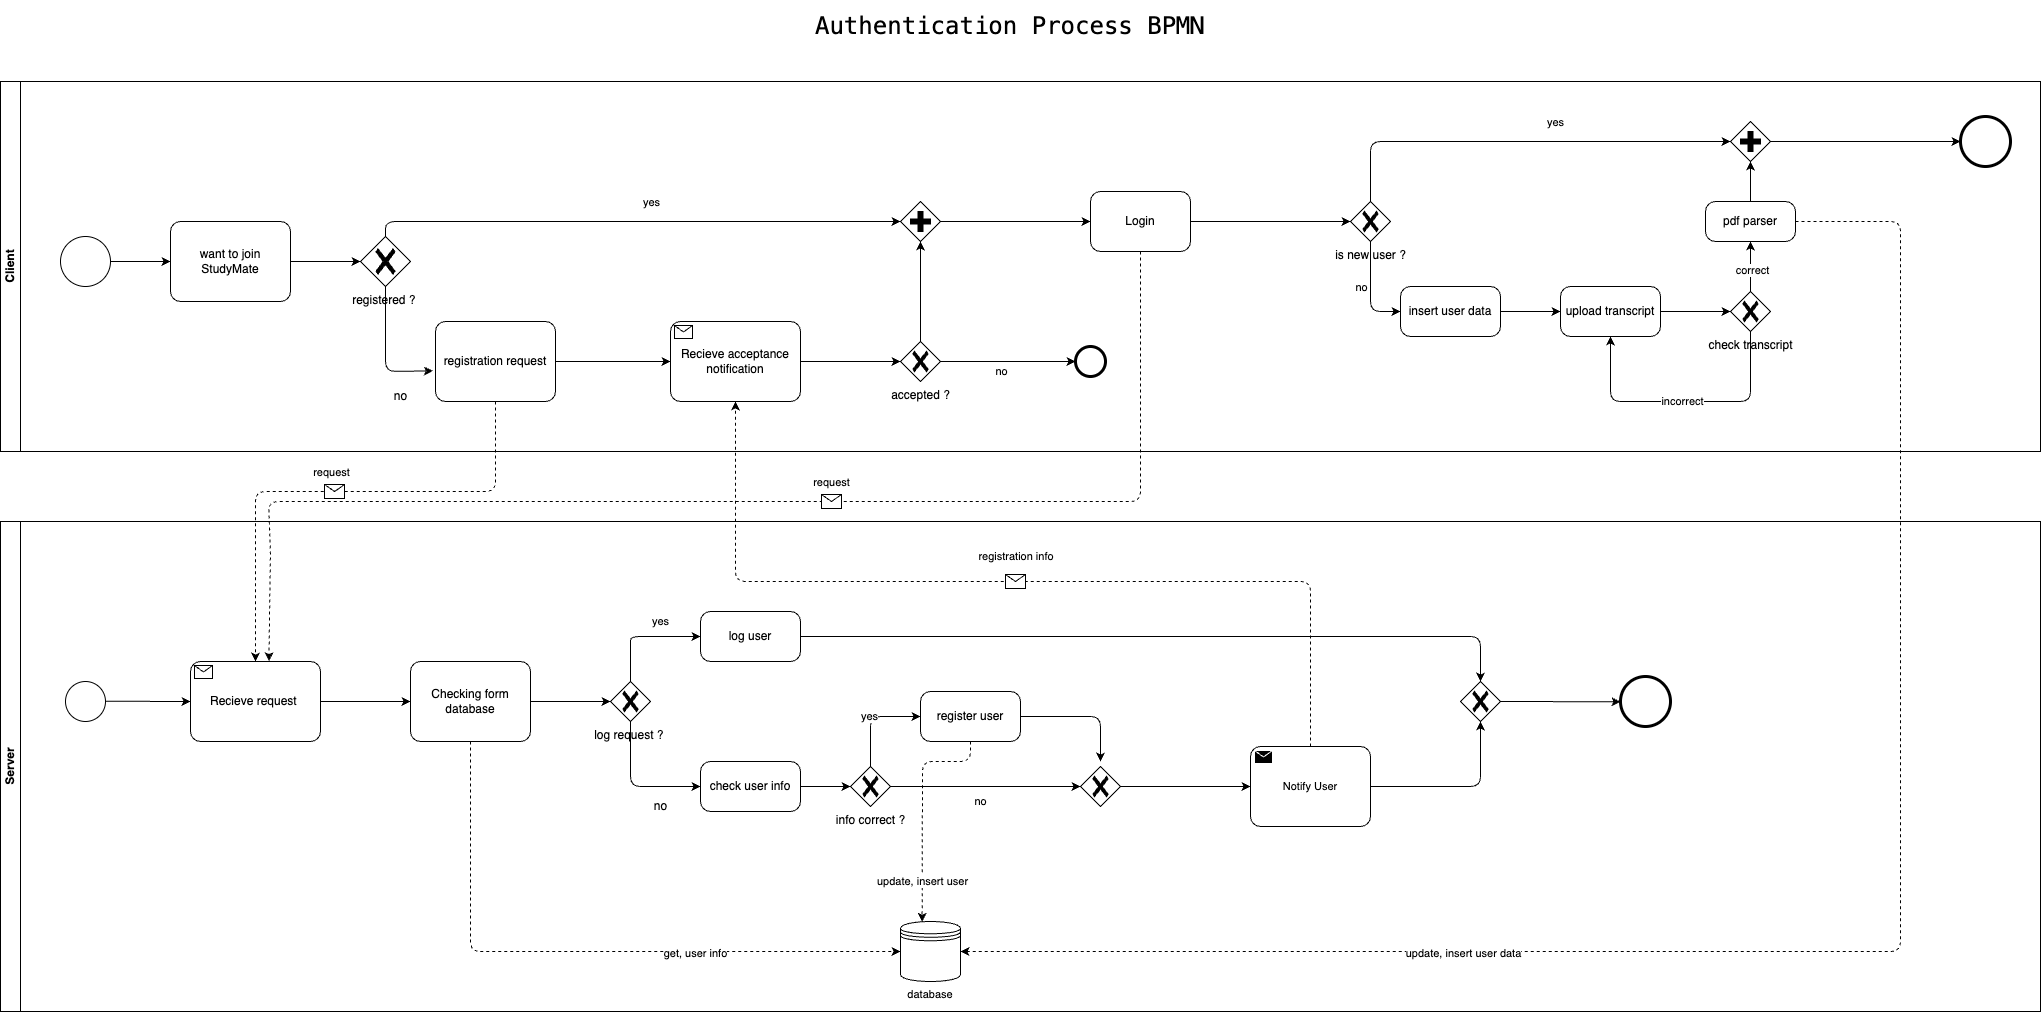 Authentication Process BPMN
Client
want to join
StudyMate
registered ?
yes
no
registration request
Recieve acceptance
notification
accepted ?
no
Login
is new user ?
yes
no
insert user data
upload transcript
check transcript
incorrect
correct
pdf parser
request
request
registration info
Server
Recieve request
Checking form
database
log request ?
yes
log user
no
check user info
info correct ?
yes
register user
no
Notify User
update, insert user
get, user info
update, insert user data
database